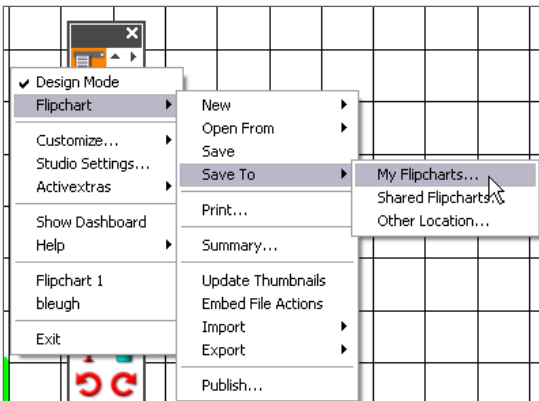 Design Mode
Flipchart
Customize...
Studio Settings...
Activextras
Show Dashboard
Help
Flipchart 1
bleugh
Exit
New
Open From
Save
Save To
Print...
Summary...
Update Thumbnails
Embed File Actions
Import
Export
Publish...
My Flipcharts...
Shared Flipcharts...
Other Location...